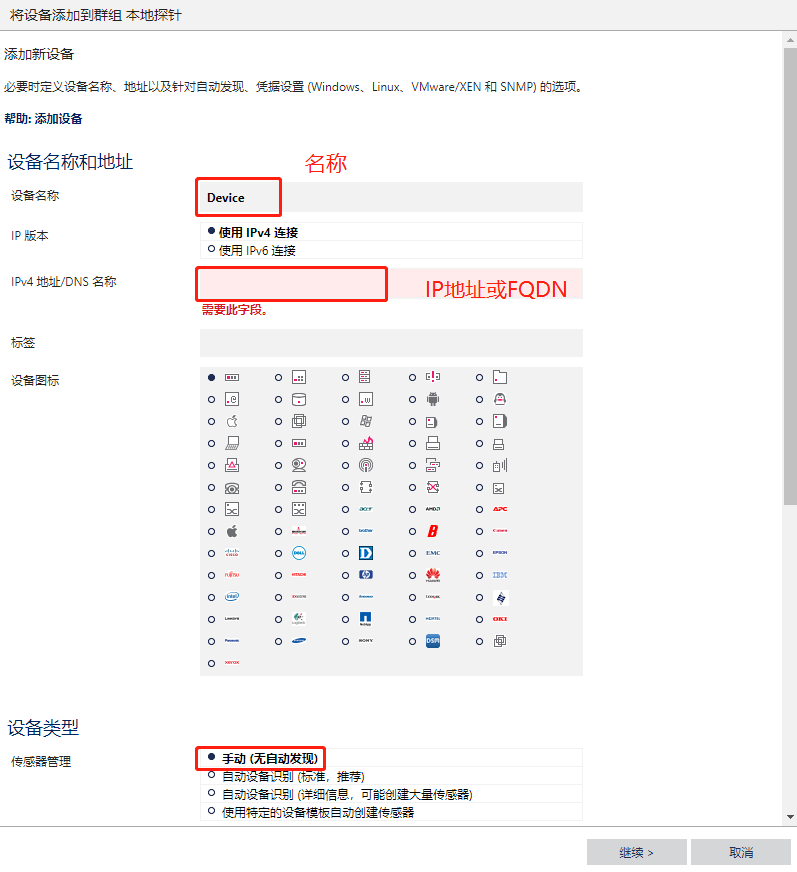 将设备添加到群组 本地探针
添加新设备
必要时定义设备名称、地址以及针对自动发现、凭据设置 (Windows、Linux、VMware/XEN 和 SNMP) 的选项。
帮助: 添加设备
设备名称和地址
名称
设备名称
Device
IP 版本
使用 IPv4 连接
使用 IPv6 连接
IPv4 地址/DNS 名称
IP地址或FQDN
需要此字段。
标签
设备图标
acer
AMD
APC
brother
B
Canon
CISCO
DELL
D
EMC
EPSON
FUJITSU
HITACHI
hp
HUAWEI
IBM
intel
Lexmark
Linksys
Logitech
NetApp
OKI
Panasonic
SAMSUNG
SONY
DSM
xerox
设备类型
传感器管理
手动 (无自动发现)
自动设备识别 (标准，推荐)
自动设备识别 (详细信息，可能创建大量传感器)
使用特定的设备模板自动创建传感器
继续 >
取消